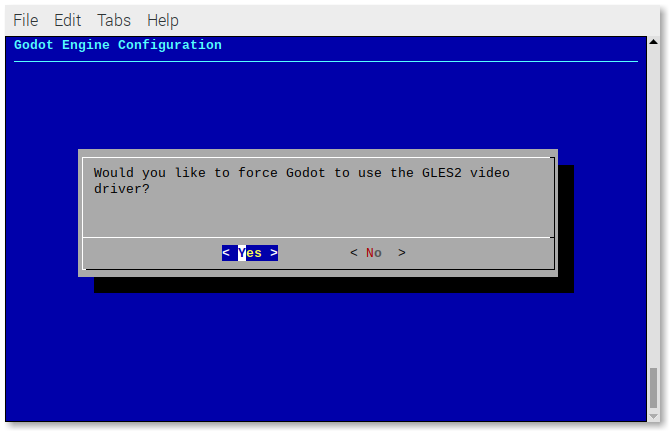 File Edit Tabs Help
Godot Engine Configuration
Would you like to force Godot to use the GLES2 video
driver?
< Yes > < No >